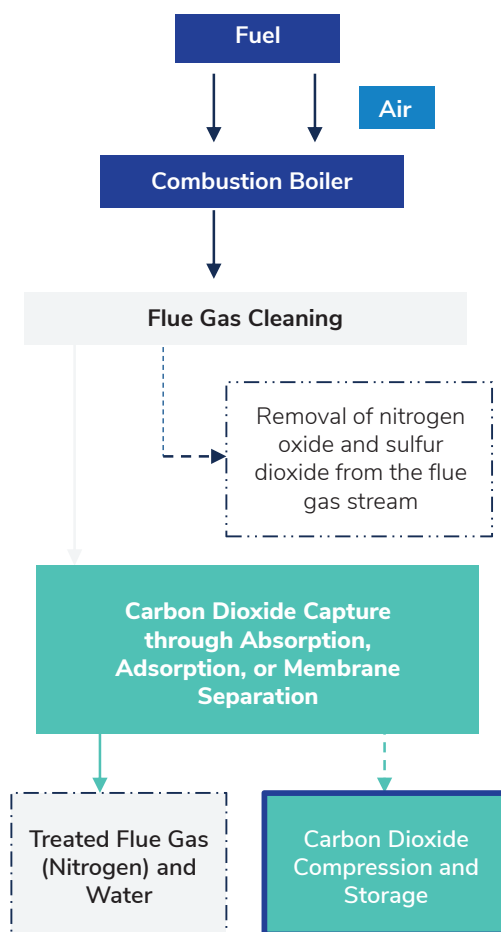 Fuel
Air
Combustion Boiler
Flue Gas Cleaning
Removal of nitrogen
oxide and sulfur
dioxide from the flue
gas stream
Carbon Dioxide Capture
through Absorption,
Adsorption, or Membrane
Separation
Treated Flue Gas
(Nitrogen) and
Water
Carbon Dioxide
Compression and
Storage